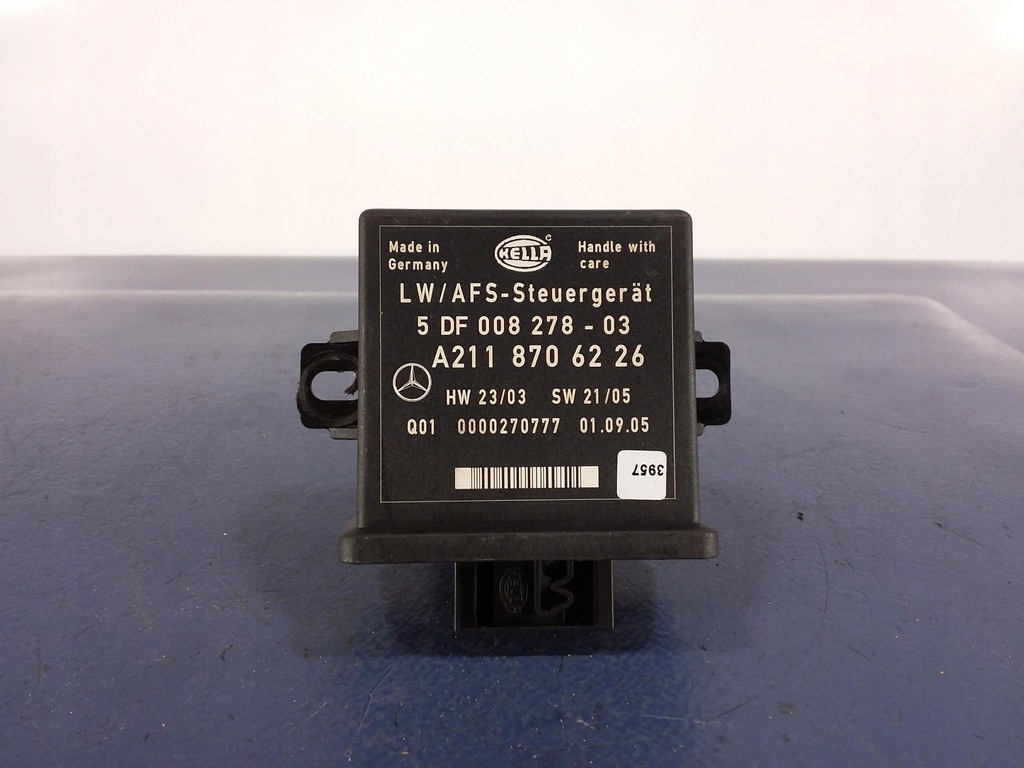 Made in
Germany
HELLA
Handle with
care
LW/AFS-Steuergerät
5 DF 008 278 - 03
A211 870 62 26
HW 23/03 SW 21/05
Q01 0000270777 01.09.05
3957